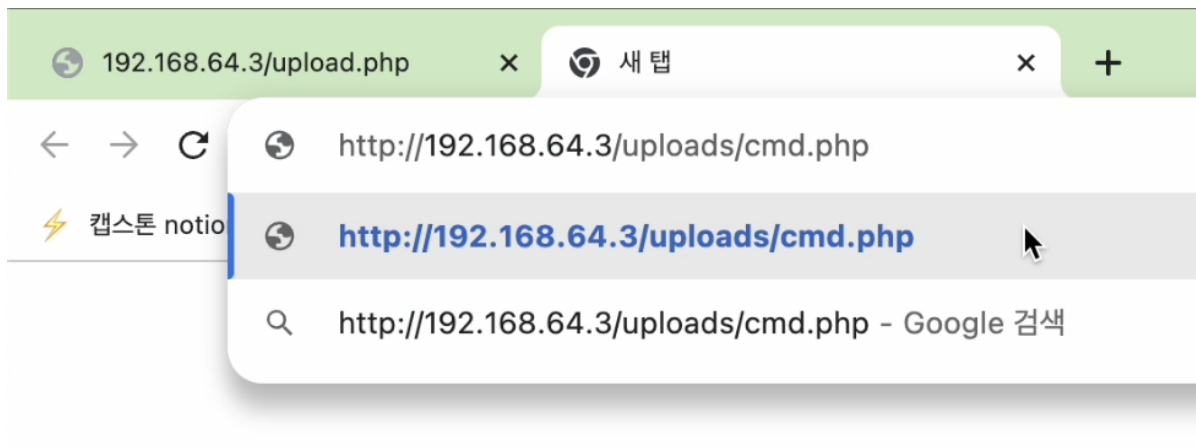 192.168.64.3/upload.php
새 탭
http://192.168.64.3/uploads/cmd.php
캡스톤 notio
http://192.168.64.3/uploads/cmd.php
http://192.168.64.3/uploads/cmd.php - Google 검색